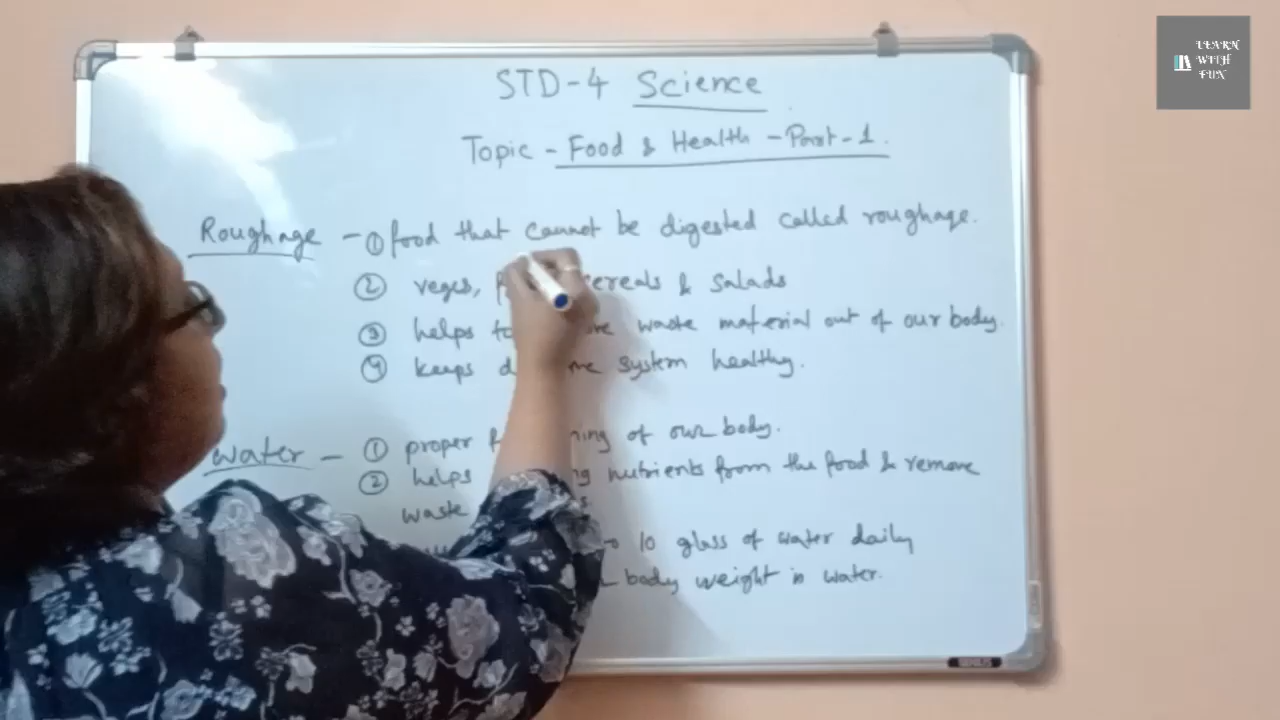 STD-4 Science
Topic - Food & Health - Part-1.
Roughage - ① food that cannot be digested called roughage.
② veges, cereals & salads
③ helps to waste material out of our body.
④ keeps system healthy.
Water - ① proper of our body.
② helps nutrients from the food & remove
waste
10 glass of water daily
body weight is water.
LEARN
WITH
FUN
GENIUS